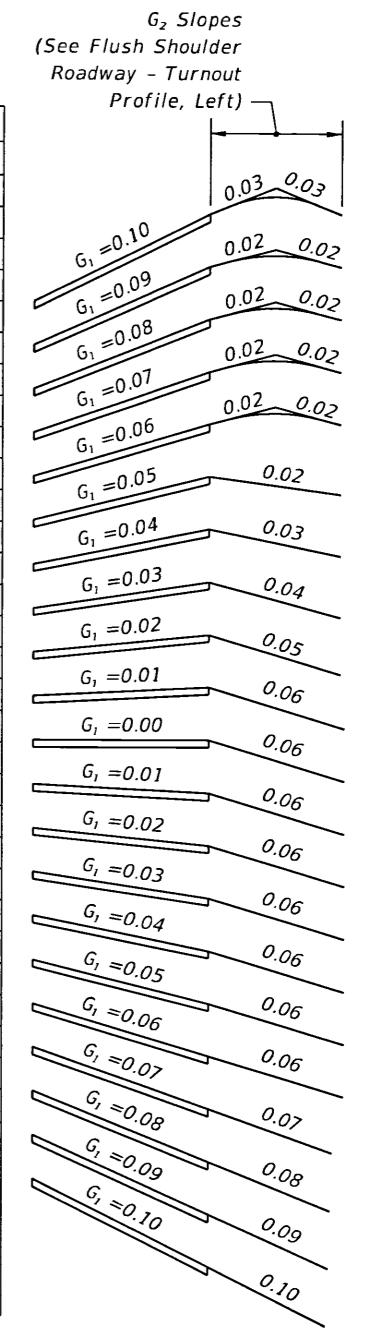 G₂ Slopes
(See Flush Shoulder
Roadway - Turnout
Profile, Left)
G₁ =0.10 0.03 0.03
G₁ =0.09 0.02 0.02
G₁ =0.08 0.02 0.02
G₁ =0.07 0.02 0.02
G₁ =0.06 0.02 0.02
G₁ =0.05 0.02
G₁ =0.04 0.03
G₁ =0.03 0.04
G₁ =0.02 0.05
G₁ =0.01 0.06
G₁ =0.00 0.06
G₁ =0.01 0.06
G₁ =0.02 0.06
G₁ =0.03 0.06
G₁ =0.04 0.06
G₁ =0.05 0.06
G₁ =0.06 0.06
G₁ =0.07 0.07
G₁ =0.08 0.08
G₁ =0.09 0.09
G₁ =0.10 0.10